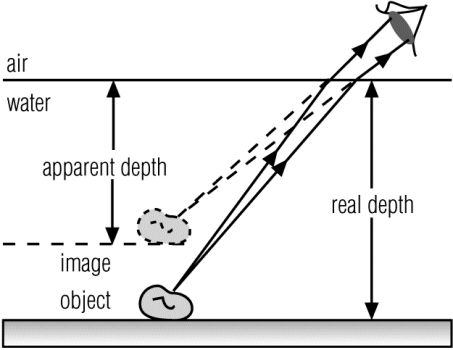 air
water
apparent depth
real depth
image
object